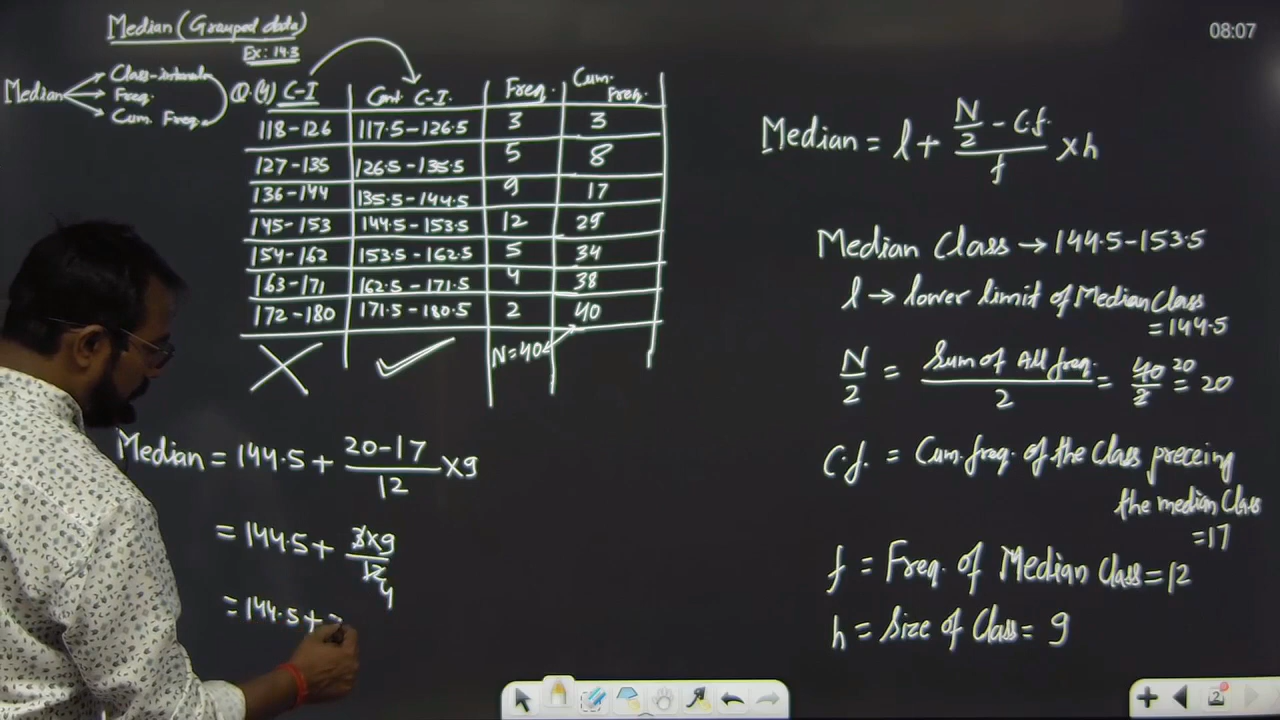 08:07
Median (Grouped data)
Ex: 14.3
Median
Class-intervals
Freq.
Cum. Freq.
Q.(4) C-I Cont. C-I. Freq. Cum. Freq.
118-126 117.5-126.5 3 3
127-135 126.5-135.5 5 8
136-144 135.5-144.5 9 17
145-153 144.5-153.5 12 29
154-162 153.5-162.5 5 34
163-171 162.5-171.5 4 38
172-180 171.5-180.5 2 40
N=40
Median = 144.5 + 20-17/12 ×9
= 144.5 + 3×9/12 4
= 144.5 +
Median = l + N/2 - C.f./f ×h
Median Class → 144.5-153.5
l → lower limit of Median Class
= 144.5
N/2 = Sum of All freq./2 = 40/2 20 = 20
C.f. = Cum. freq. of the Class preceing
the median Class
= 17
f = Freq. of Median Class = 12
h = Size of Class = 9
2